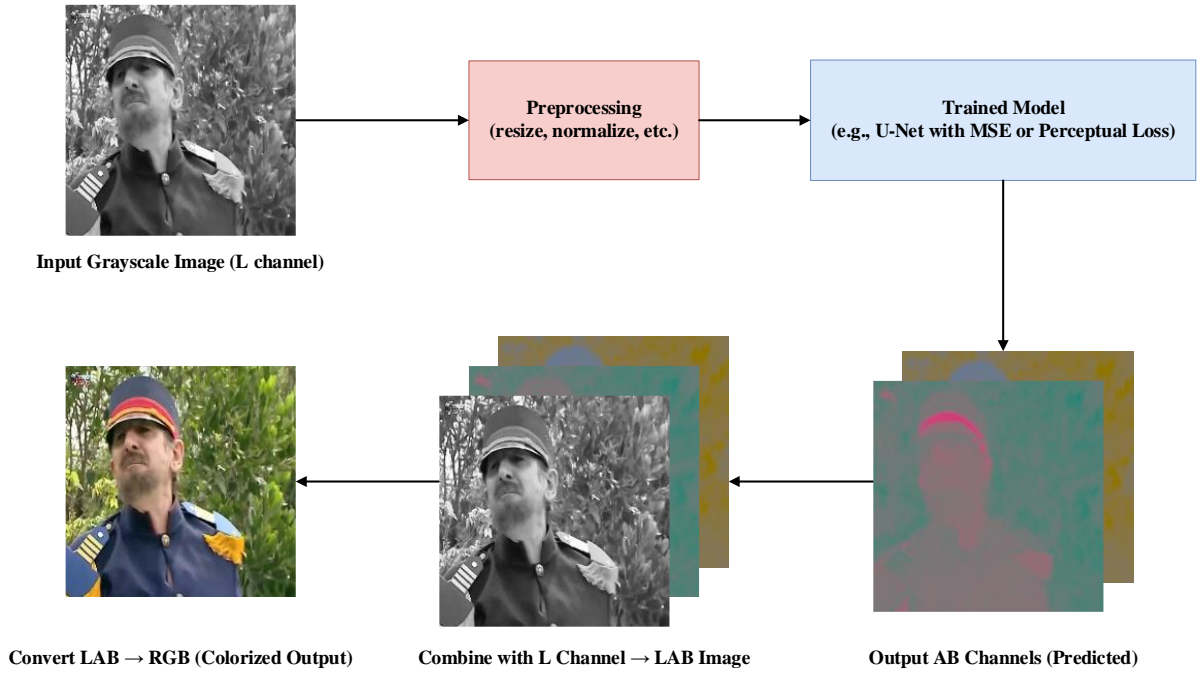 Preprocessing
(resize, normalize, etc.)
Trained Model
(e.g., U-Net with MSE or Perceptual Loss)
Input Grayscale Image (L channel)
Convert LAB → RGB (Colorized Output)
Combine with L Channel → LAB Image
Output AB Channels (Predicted)